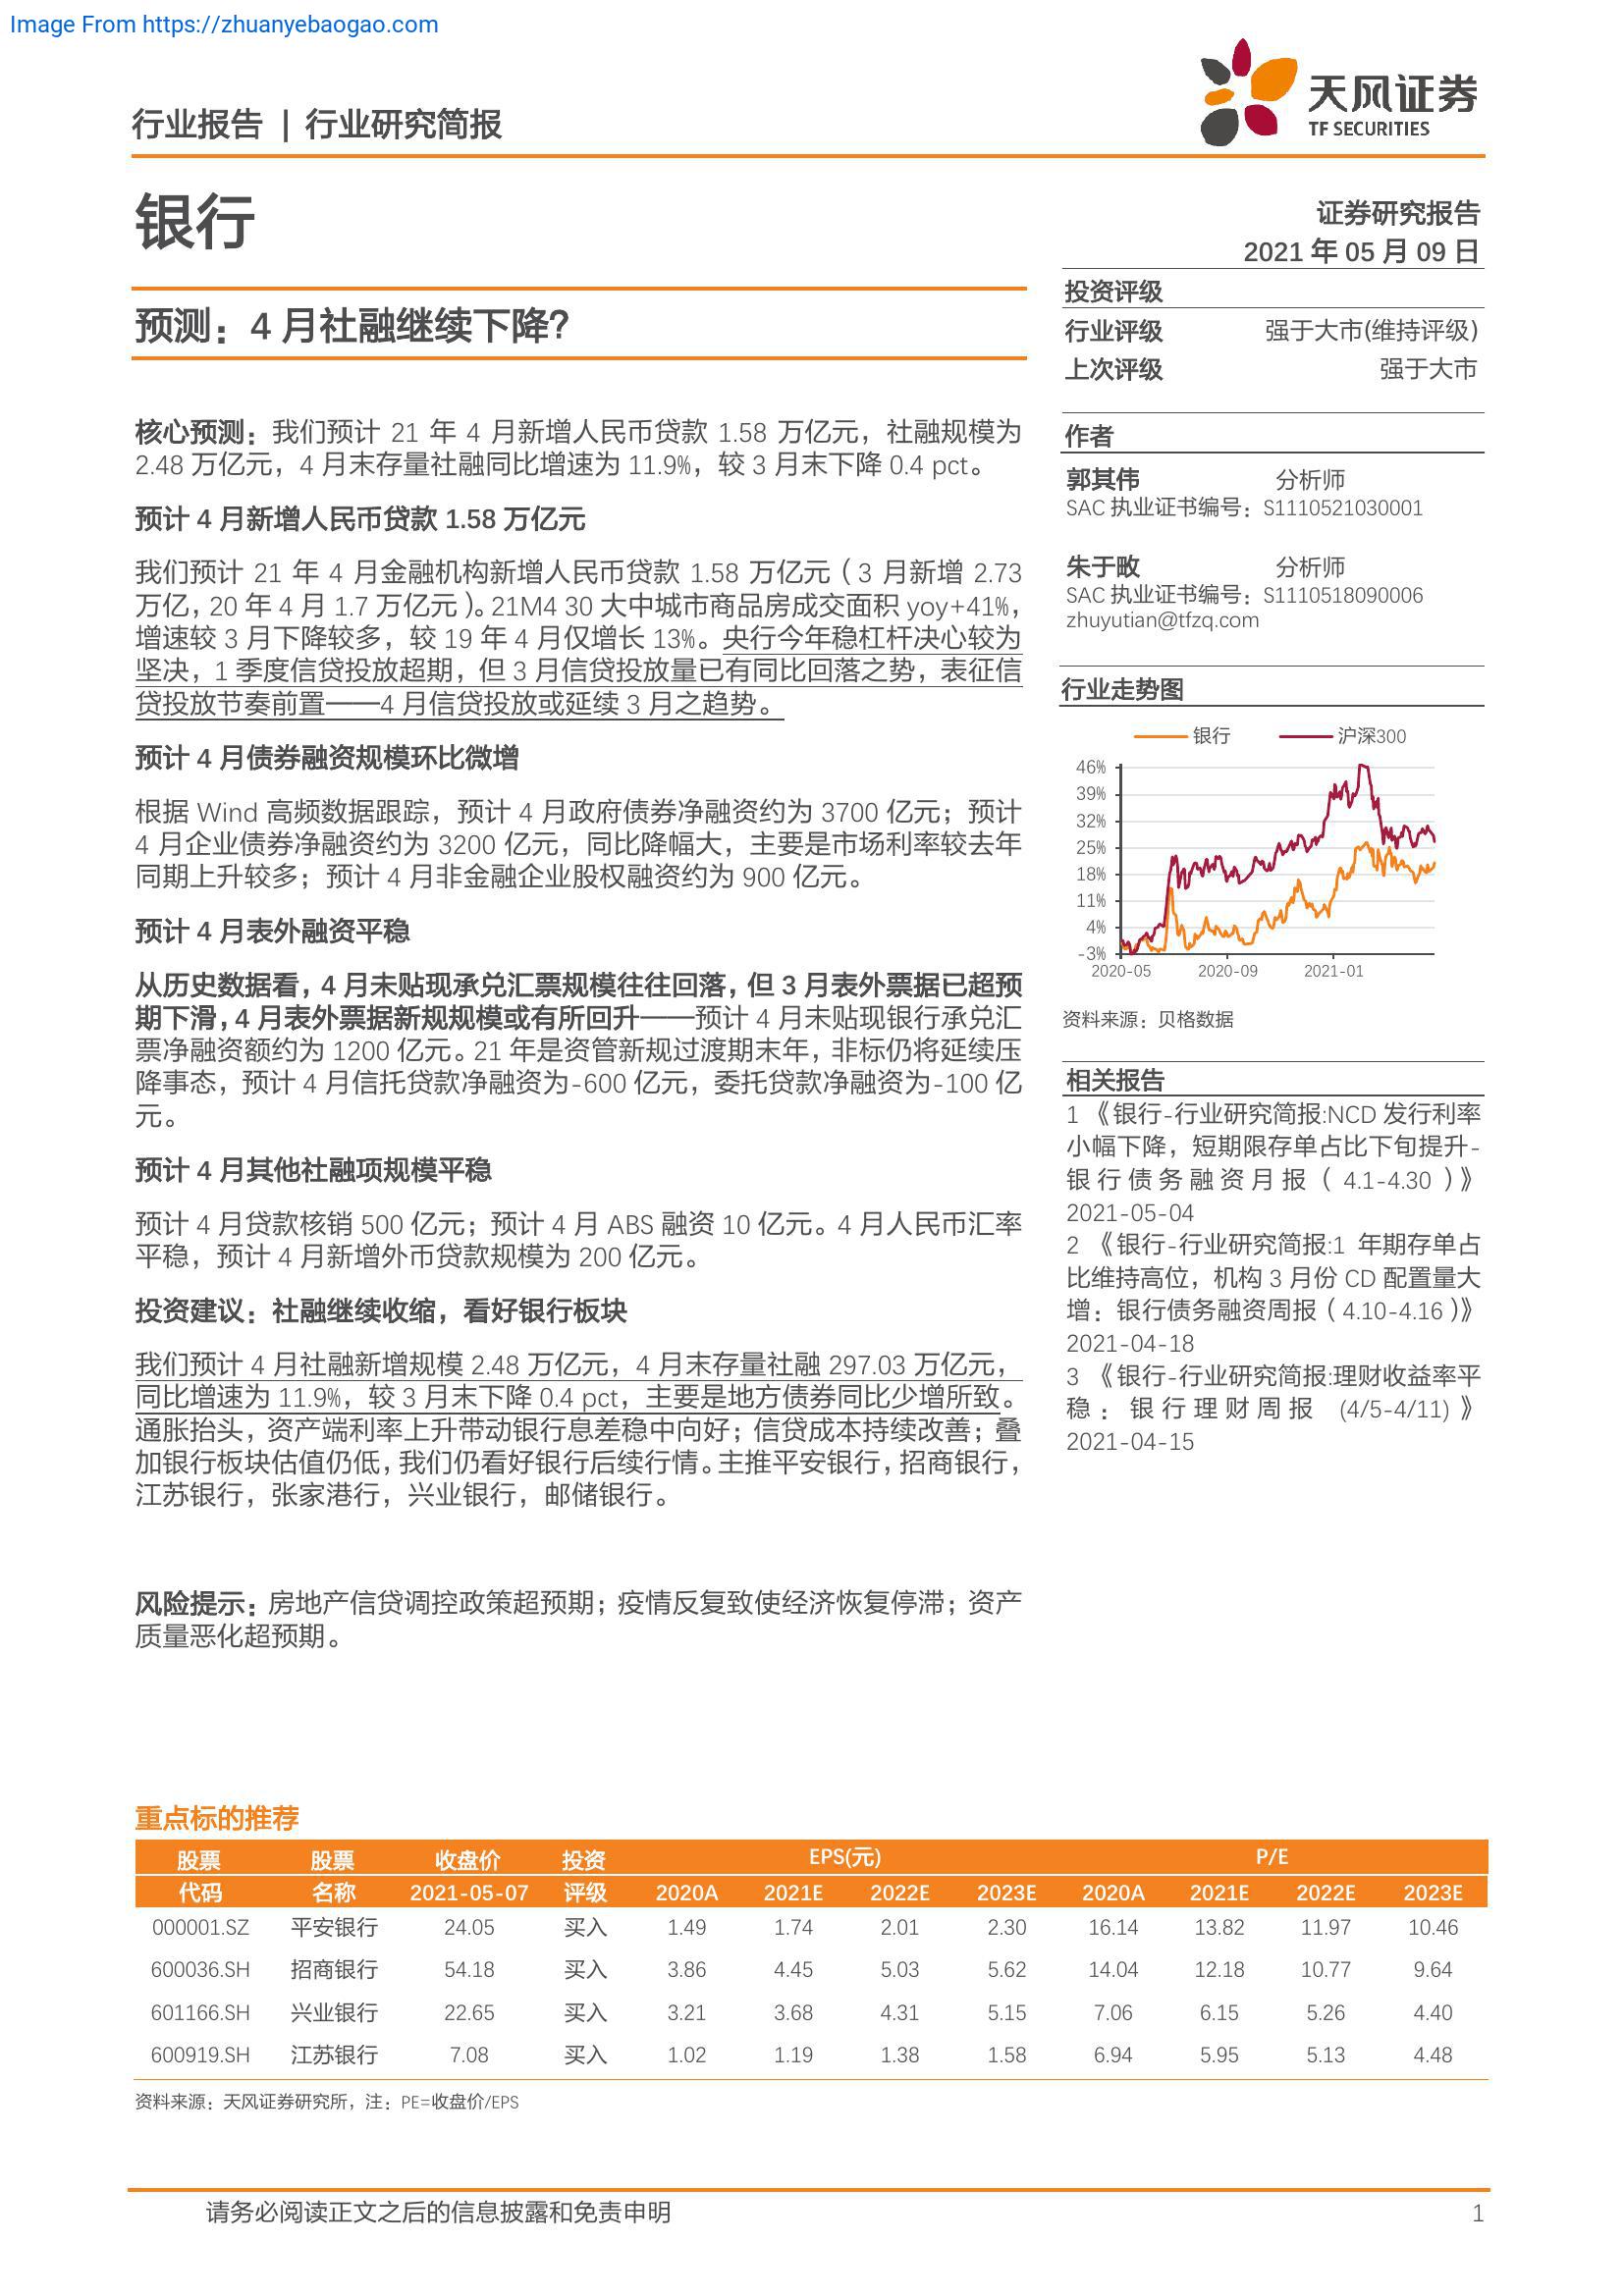 Image From https://zhuanyebaogao.com
行业报告 | 行业研究简报
天风证券
TF SECURITIES
银行
证券研究报告
2021 年 05 月 09 日
预测：4 月社融继续下降？
核心预测：我们预计 21 年 4 月新增人民币贷款 1.58 万亿元，社融规模为
2.48 万亿元，4 月末存量社融同比增速为 11.9%，较 3 月末下降 0.4 pct。
预计 4 月新增人民币贷款 1.58 万亿元
我们预计 21 年 4 月金融机构新增人民币贷款 1.58 万亿元（3 月新增 2.73
万亿，20 年 4 月 1.7 万亿元）。21M4 30 大中城市商品房成交面积 yoy+41%，
增速较 3 月下降较多，较 19 年 4 月仅增长 13%。央行今年稳杠杆决心较为
坚决，1 季度信贷投放超期，但 3 月信贷投放量已有同比回落之势，表征信
贷投放节奏前置——4 月信贷投放或延续 3 月之趋势。
预计 4 月债券融资规模环比微增
根据 Wind 高频数据跟踪，预计 4 月政府债券净融资约为 3700 亿元；预计
4 月企业债券净融资约为 3200 亿元，同比降幅大，主要是市场利率较去年
同期上升较多；预计 4 月非金融企业股权融资约为 900 亿元。
预计 4 月表外融资平稳
从历史数据看，4 月未贴现承兑汇票规模往往回落，但 3 月表外票据已超预
期下滑，4 月表外票据新规规模或有所回升——预计 4 月未贴现银行承兑汇
票净融资额约为 1200 亿元。21 年是资管新规过渡期末年，非标仍将延续压
降事态，预计 4 月信托贷款净融资为-600 亿元，委托贷款净融资为-100 亿
元。
预计 4 月其他社融项规模平稳
预计 4 月贷款核销 500 亿元；预计 4 月 ABS 融资 10 亿元。4 月人民币汇率
平稳，预计 4 月新增外币贷款规模为 200 亿元。
投资建议：社融继续收缩，看好银行板块
我们预计 4 月社融新增规模 2.48 万亿元，4 月末存量社融 297.03 万亿元，
同比增速为 11.9%，较 3 月末下降 0.4 pct，主要是地方债券同比少增所致。
通胀抬头，资产端利率上升带动银行息差稳中向好；信贷成本持续改善；叠
加银行板块估值仍低，我们仍看好银行后续行情。主推平安银行，招商银行，
江苏银行，张家港行，兴业银行，邮储银行。
风险提示：房地产信贷调控政策超预期；疫情反复致使经济恢复停滞；资产
质量恶化超预期。
投资评级
行业评级 强于大市(维持评级)
上次评级 强于大市
作者
郭其伟 分析师
SAC 执业证书编号：S1110521030001
朱于畋 分析师
SAC 执业证书编号：S1110518090006
zhuyutian@tfzq.com
行业走势图
银行 沪深300
46%
39%
32%
25%
18%
11%
4%
-3%
2020-05 2020-09 2021-01
资料来源：贝格数据
相关报告
1 《银行-行业研究简报:NCD 发行利率
小幅下降，短期限存单占比下旬提升-
银行债务融资月报（4.1-4.30）》
2021-05-04
2 《银行-行业研究简报:1 年期存单占
比维持高位，机构 3 月份 CD 配置量大
增：银行债务融资周报（4.10-4.16）》
2021-04-18
3 《银行-行业研究简报:理财收益率平
稳：银行理财周报 (4/5-4/11)》
2021-04-15
重点标的推荐
股票 股票 收盘价 投资 EPS(元) P/E
代码 名称 2021-05-07 评级 2020A 2021E 2022E 2023E 2020A 2021E 2022E 2023E
000001.SZ 平安银行 24.05 买入 1.49 1.74 2.01 2.30 16.14 13.82 11.97 10.46
600036.SH 招商银行 54.18 买入 3.86 4.45 5.03 5.62 14.04 12.18 10.77 9.64
601166.SH 兴业银行 22.65 买入 3.21 3.68 4.31 5.15 7.06 6.15 5.26 4.40
600919.SH 江苏银行 7.08 买入 1.02 1.19 1.38 1.58 6.94 5.95 5.13 4.48
资料来源：天风证券研究所，注：PE=收盘价/EPS
请务必阅读正文之后的信息披露和免责申明 1